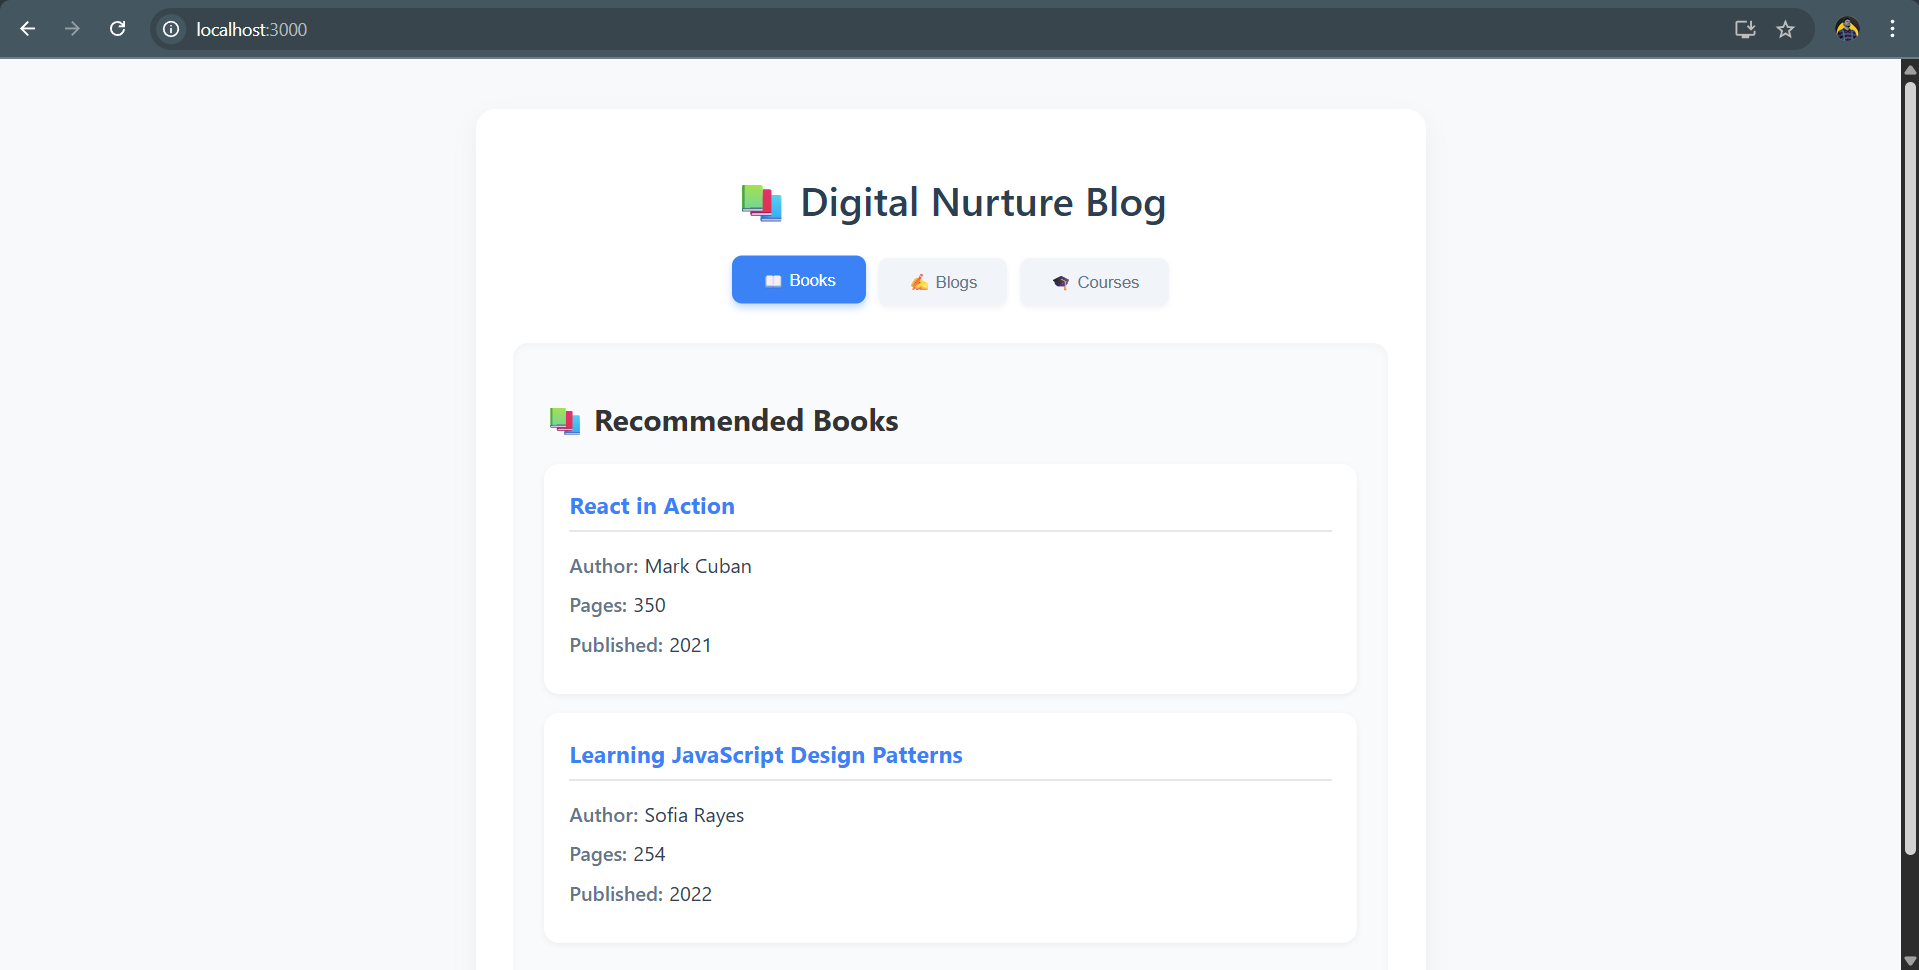 localhost:3000
Digital Nurture Blog
Books
Blogs
Courses
Recommended Books
React in Action
Author: Mark Cuban
Pages: 350
Published: 2021
Learning JavaScript Design Patterns
Author: Sofia Rayes
Pages: 254
Published: 2022